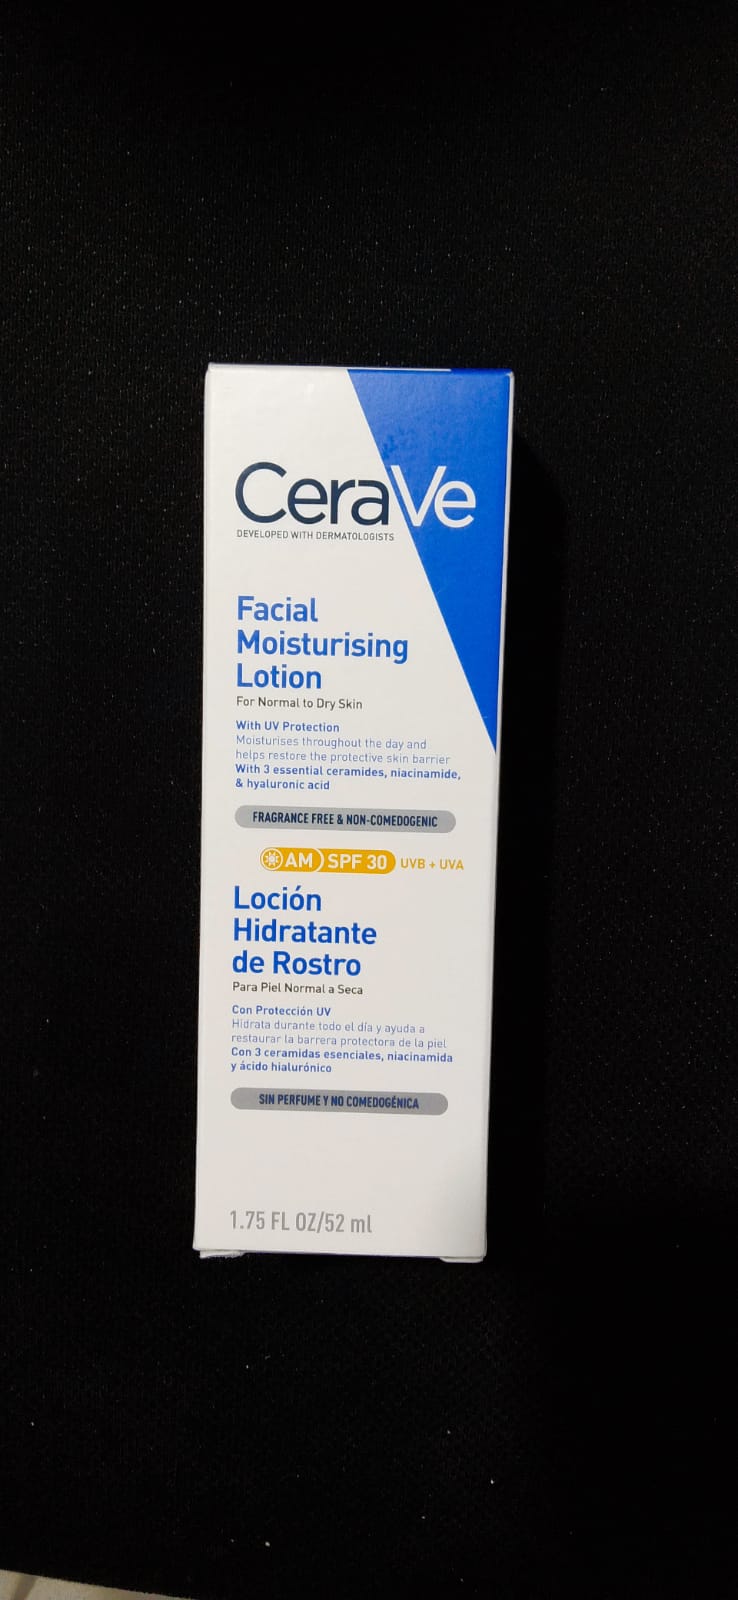 CeraVe
DEVELOPED WITH DERMATOLOGISTS
Facial
Moisturising
Lotion
For Normal to Dry Skin
With UV Protection
Moisturises throughout the day and
helps restore the protective skin barrier
With 3 essential ceramides, niacinamide,
& hyaluronic acid
FRAGRANCE FREE & NON-COMEDOGENIC
AM SPF 30 UVB + UVA
Loción
Hidratante
de Rostro
Para Piel Normal a Seca
Con Protección UV
Hidrata durante todo el día y ayuda a
restaurar la barrera protectora de la piel
Con 3 ceramidas esenciales, niacinamida
y ácido hialurónico
SIN PERFUME Y NO COMEDOGÉNICA
1.75 FL OZ/52 ml